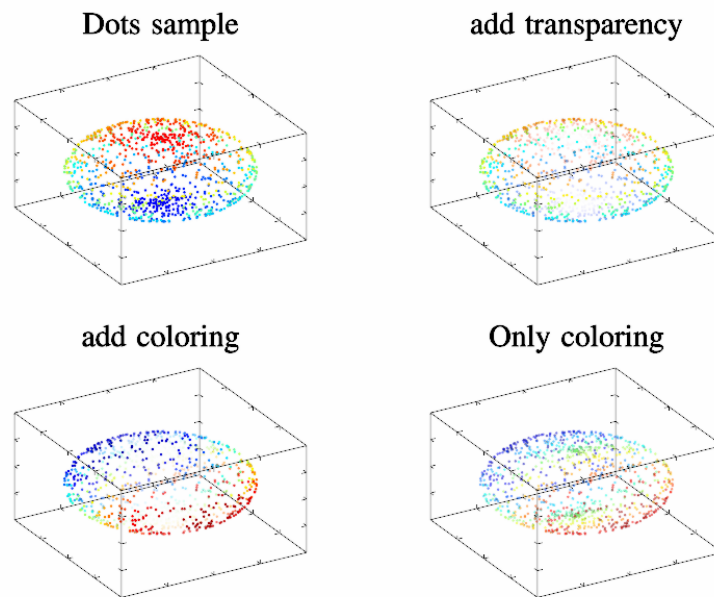 Dots sample
add transparency
add coloring
Only coloring